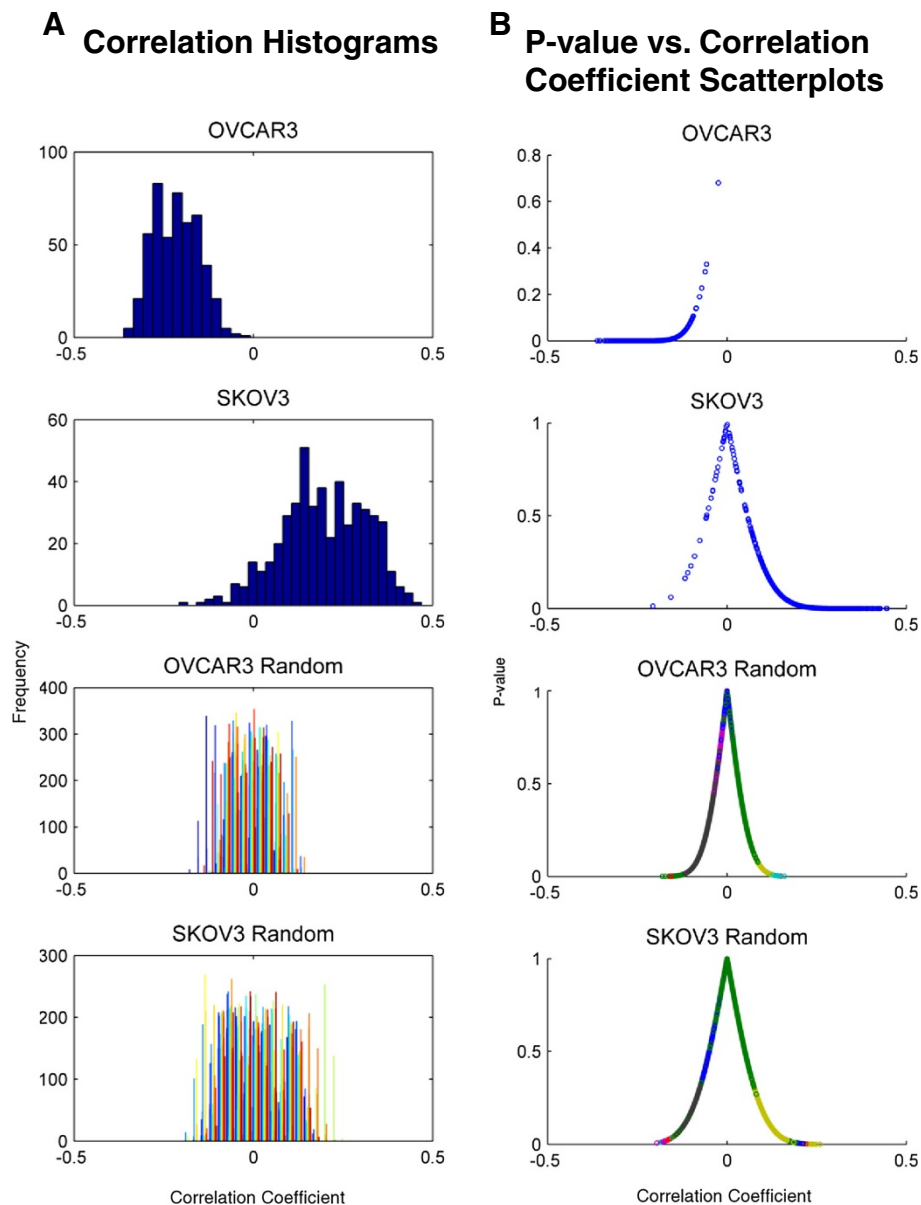 A Correlation Histograms
B P-value vs. Correlation
Coefficient Scatterplots
OVCAR3
100
50
0
-0.5 0 0.5
SKOV3
60
40
20
0
-0.5 0 0.5
Frequency
OVCAR3 Random
400
300
200
100
0
-0.5 0 0.5
SKOV3 Random
300
200
100
0
-0.5 0 0.5
Correlation Coefficient
OVCAR3
0.8
0.6
0.4
0.2
0
-0.5 0 0.5
SKOV3
1
0.5
0
-0.5 0 0.5
P-value
OVCAR3 Random
1
0.5
0
-0.5 0 0.5
SKOV3 Random
1
0.5
0
-0.5 0 0.5
Correlation Coefficient